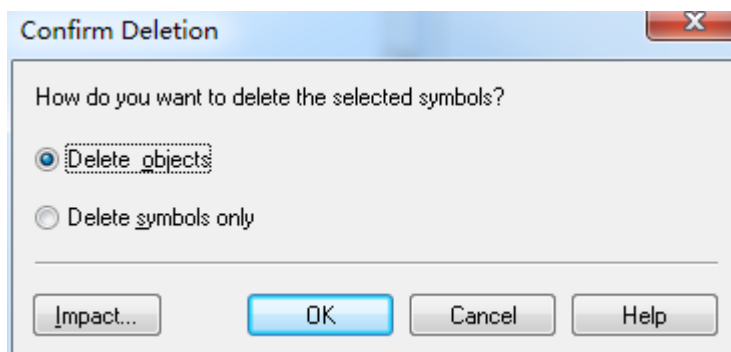 Confirm Deletion
How do you want to delete the selected symbols?
Delete objects
Delete symbols only
Impact... OK Cancel Help